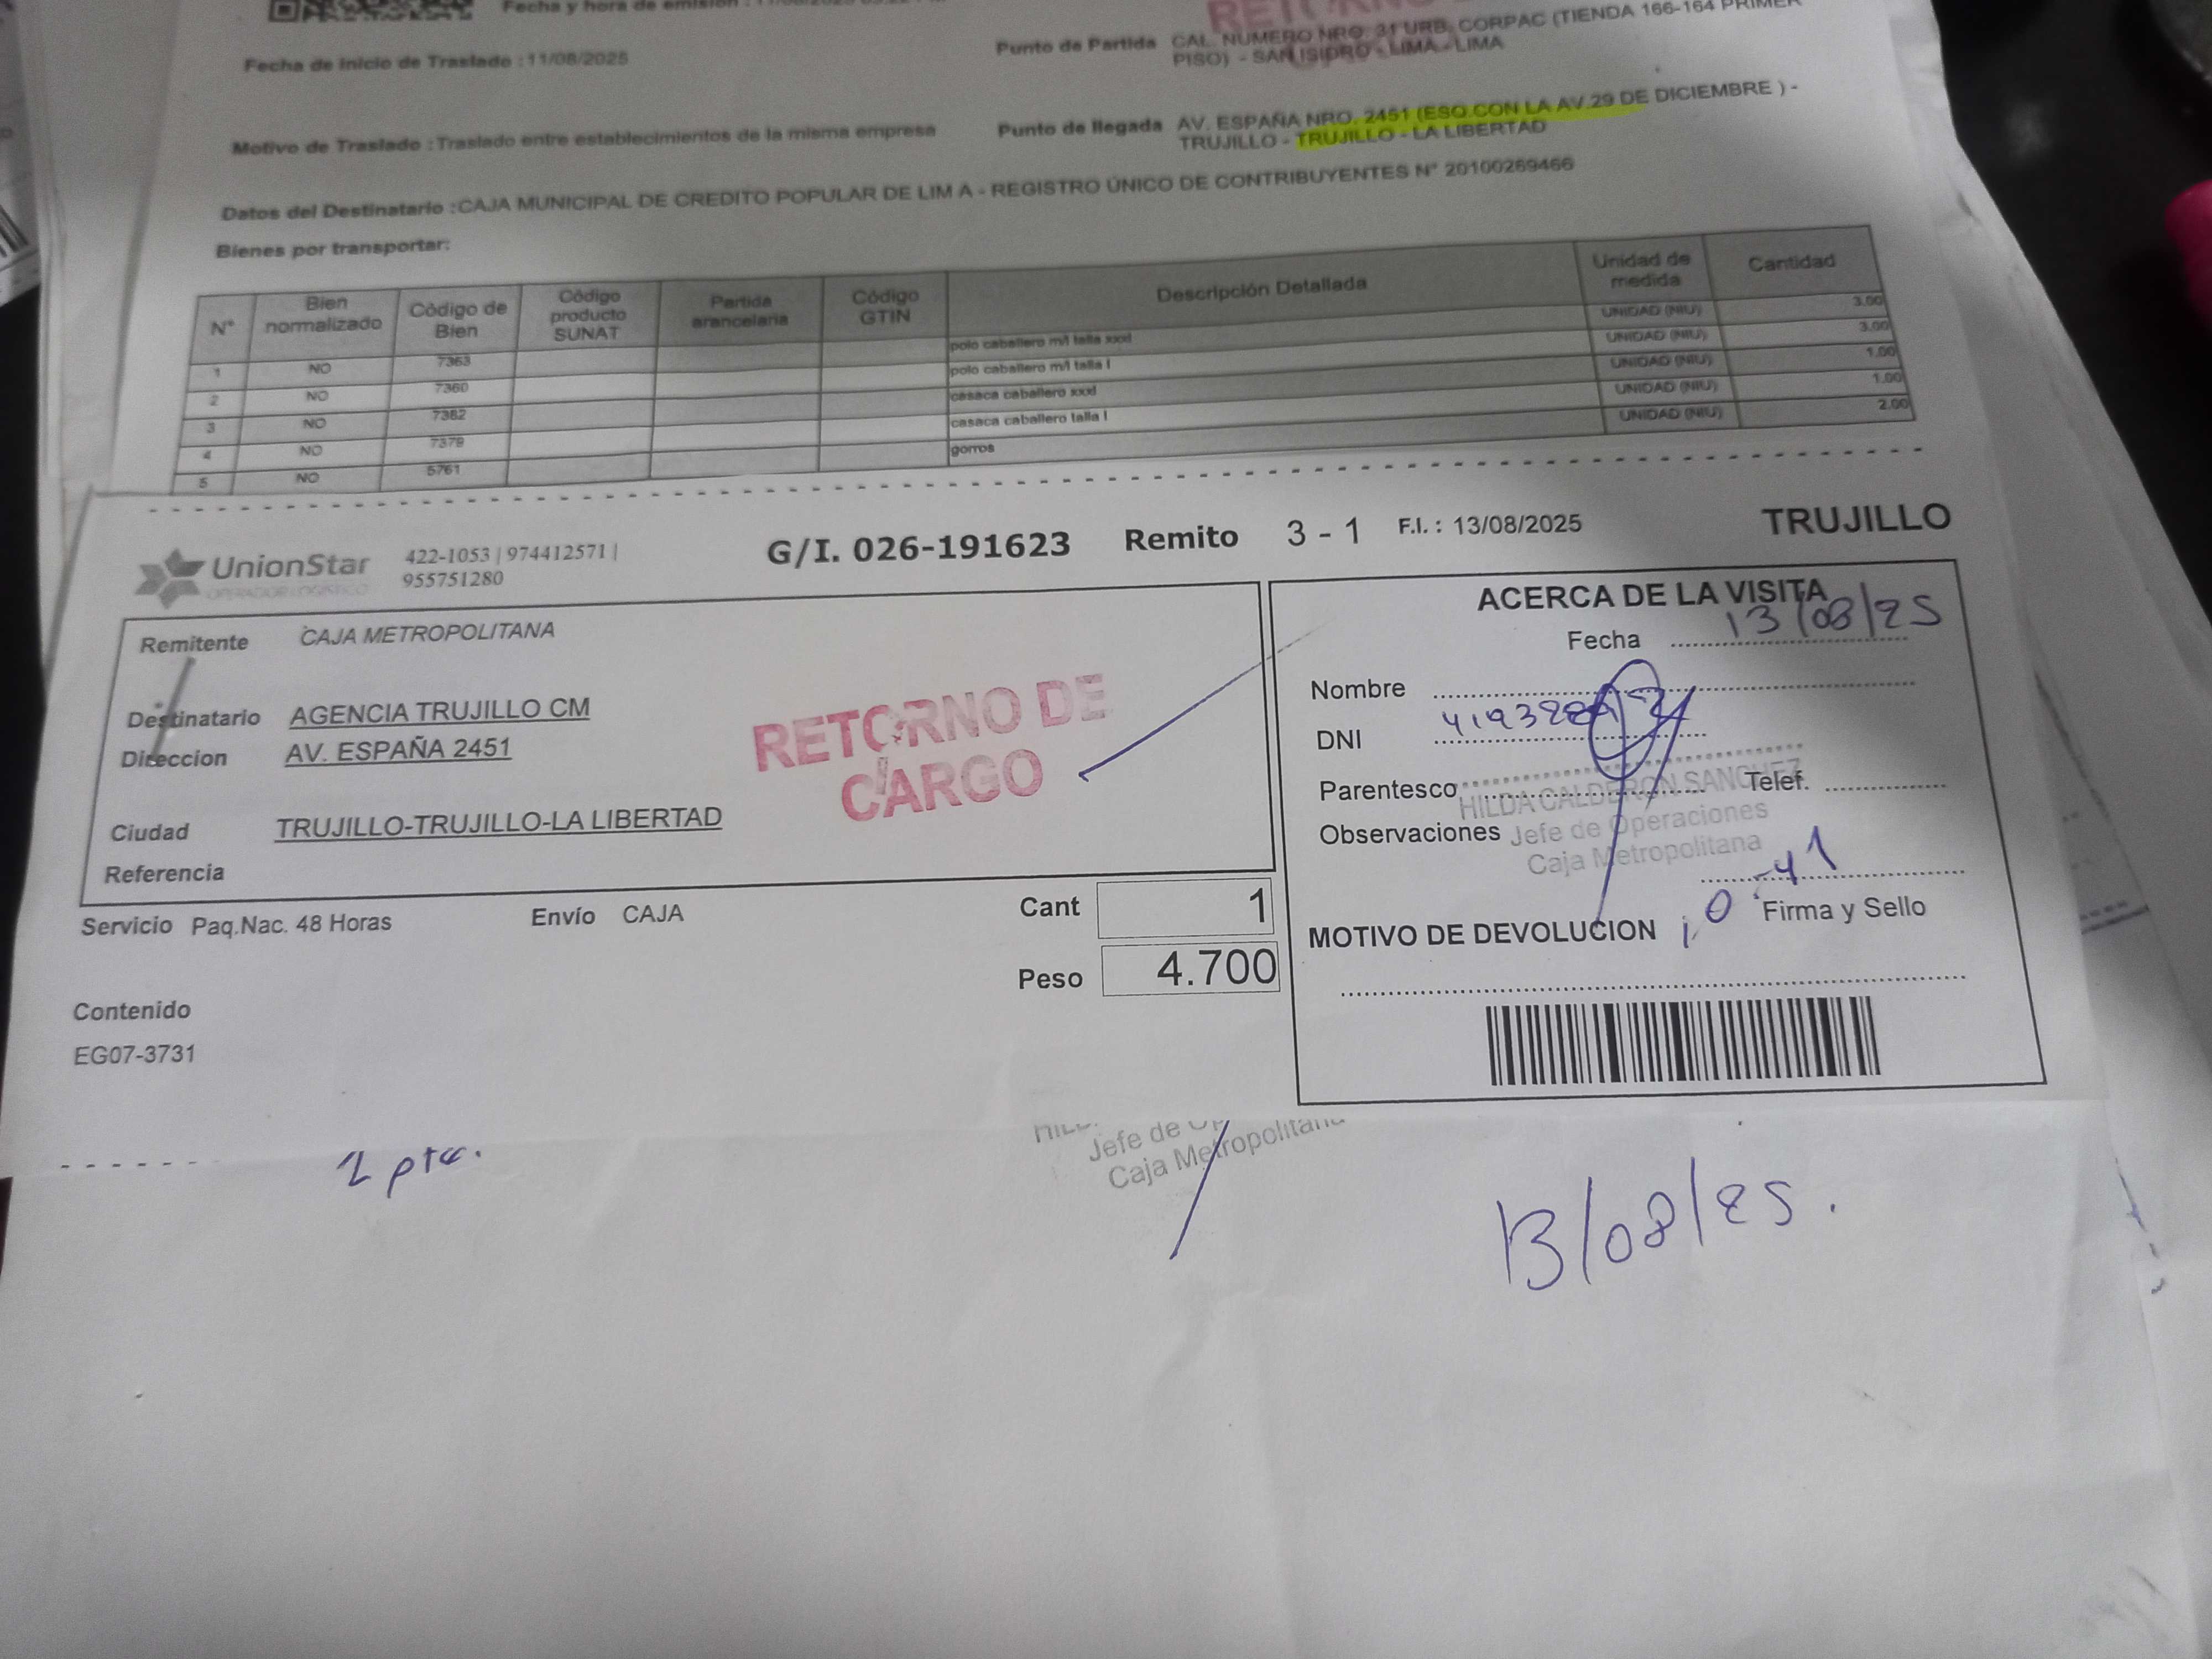 Fecha y hora de emisión :
Fecha de Inicio de Traslado : 11/08/2025
Punto de Partida CAL. NUMERO NRO. 31 URB. CORPAC (TIENDA 166-164 PRIMER
PISO) - SAN ISIDRO - LIMA - LIMA
Motivo de Traslado : Traslado entre establecimientos de la misma empresa
Punto de llegada AV. ESPAÑA NRO. 2451 (ESQ.CON LA AV.29 DE DICIEMBRE ) -
TRUJILLO - TRUJILLO - LA LIBERTAD
Datos del Destinatario : CAJA MUNICIPAL DE CREDITO POPULAR DE LIM A - REGISTRO ÚNICO DE CONTRIBUYENTES N° 20100269466
Bienes por transportar:
N° Bien normalizado Código de Bien Código producto SUNAT Partida arancelaria Código GTIN Descripción Detallada Unidad de medida Cantidad
1 NO 7363 polo caballero m/l talla xxxl UNIDAD (NIU) 3.00
2 NO 7360 polo caballero m/l talla l UNIDAD (NIU) 3.00
3 NO 7382 casaca caballero xxxl UNIDAD (NIU) 1.00
4 NO 7379 casaca caballero talla l UNIDAD (NIU) 1.00
5 NO 5761 gorros UNIDAD (NIU) 2.00
UnionStar
OPERADOR LOGISTICO
422-1053 | 974412571 |
955751280
G/I. 026-191623 Remito 3 - 1 F.I. : 13/08/2025 TRUJILLO
Remitente CAJA METROPOLITANA
Destinatario AGENCIA TRUJILLO CM
Direccion AV. ESPAÑA 2451
Ciudad TRUJILLO-TRUJILLO-LA LIBERTAD
Referencia
RETORNO DE
CARGO
Servicio Paq.Nac. 48 Horas Envío CAJA
Cant 1
Peso 4.700
Contenido
EG07-3731
ACERCA DE LA VISITA
Fecha 13/08/25
Nombre
DNI
Parentesco Telef.
HILDA CALDERON SANCHEZ
Observaciones
Jefe de Operaciones
Caja Metropolitana
10-41
Firma y Sello
MOTIVO DE DEVOLUCION
Jefe de Op
Caja Metropolitana
13/08/25.